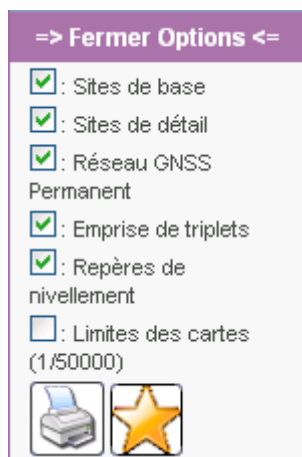 => Fermer Options <=
: Sites de base
: Sites de détail
: Réseau GNSS
Permanent
: Emprise de triplets
: Repères de
nivellement
: Limites des cartes
(1/50000)